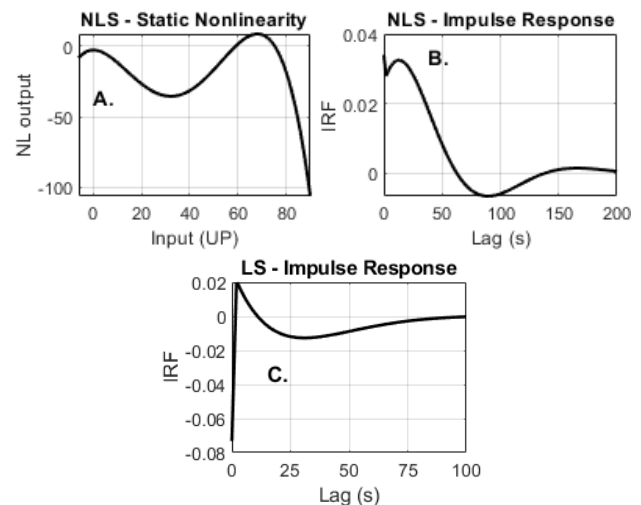 NLS - Static Nonlinearity
0
-50
-100
NL output
A.
0 20 40 60 80
Input (UP)
NLS - Impulse Response
0.04
0.02
0
IRF
B.
0 50 100 150 200
Lag (s)
LS - Impulse Response
0.02
0
-0.02
-0.04
-0.06
-0.08
IRF
C.
0 25 50 75 100
Lag (s)